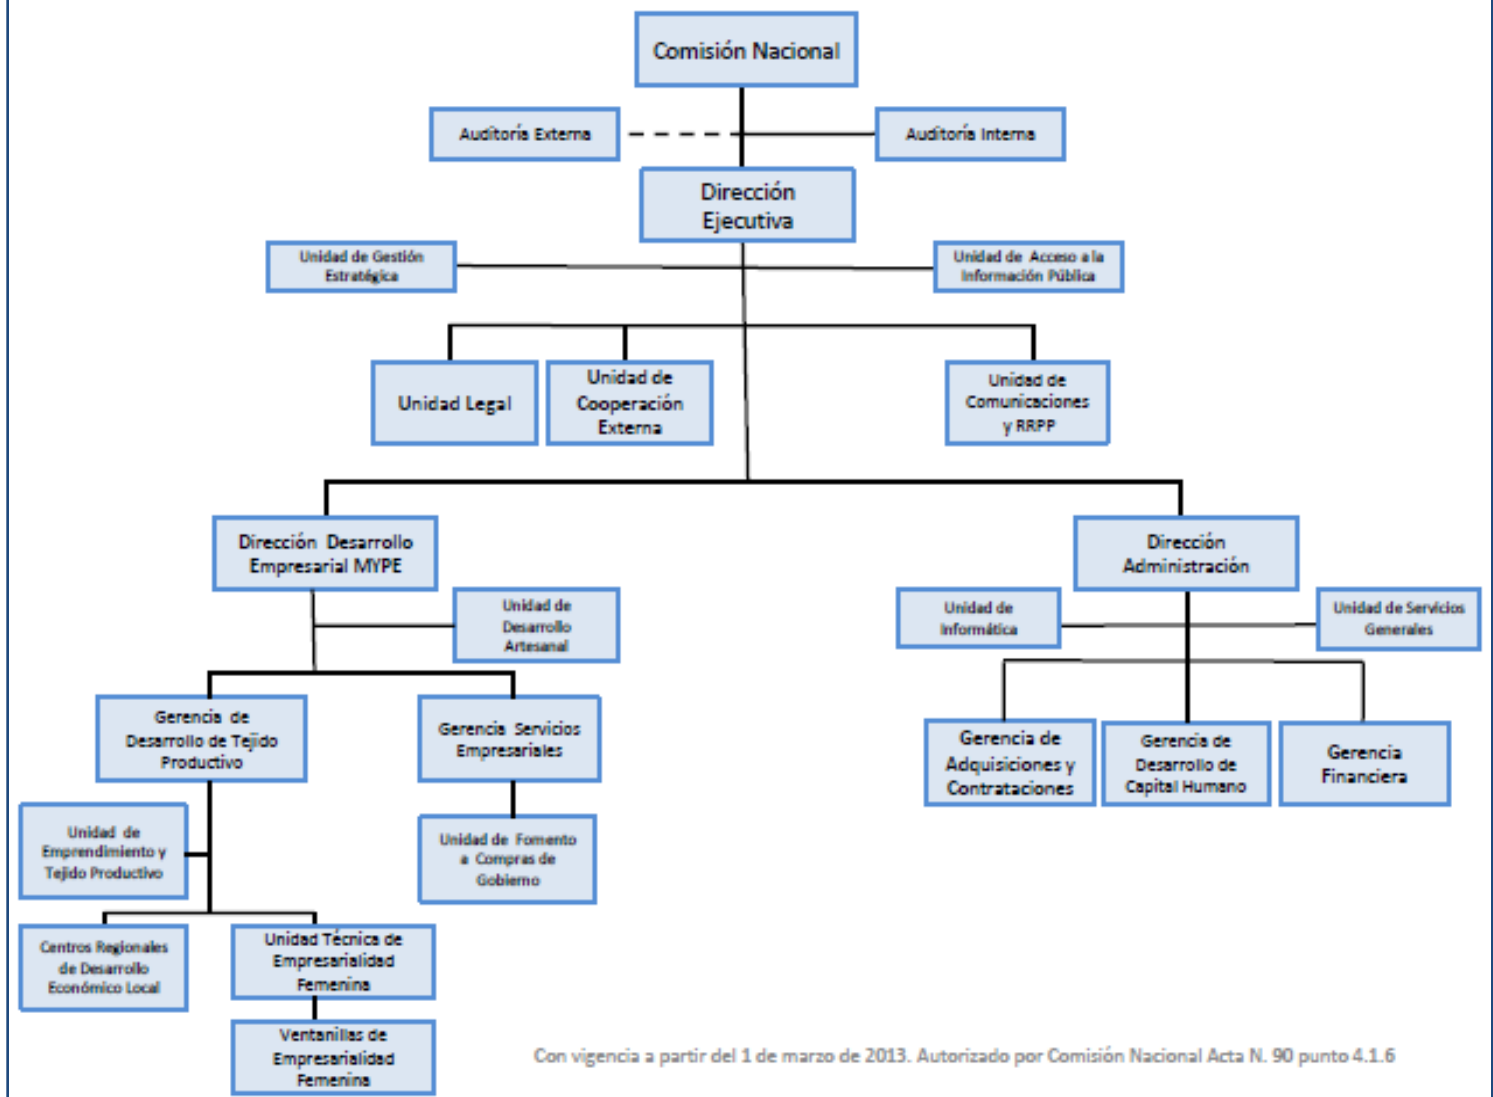 Comisión Nacional
Auditoría Externa
Auditoría Interna
Dirección
Ejecutiva
Unidad de Gestión
Estratégica
Unidad de Acceso a la
Información Pública
Unidad Legal
Unidad de
Cooperación
Externa
Unidad de
Comunicaciones
y RRPP
Dirección Desarrollo
Empresarial MYPE
Dirección
Administración
Unidad de
Desarrollo
Artesanal
Unidad de
Informática
Unidad de Servicios
Generales
Gerencia de
Desarrollo de Tejido
Productivo
Gerencia Servicios
Empresariales
Gerencia de
Adquisiciones y
Contrataciones
Gerencia de
Desarrollo de
Capital Humano
Gerencia
Financiera
Unidad de
Emprendimiento y
Tejido Productivo
Unidad de Fomento
a Compras de
Gobierno
Centros Regionales
de Desarrollo
Económico Local
Unidad Técnica de
Empresarialidad
Femenina
Ventanillas de
Empresarialidad
Femenina
Con vigencia a partir del 1 de marzo de 2013. Autorizado por Comisión Nacional Acta N. 90 punto 4.1.6